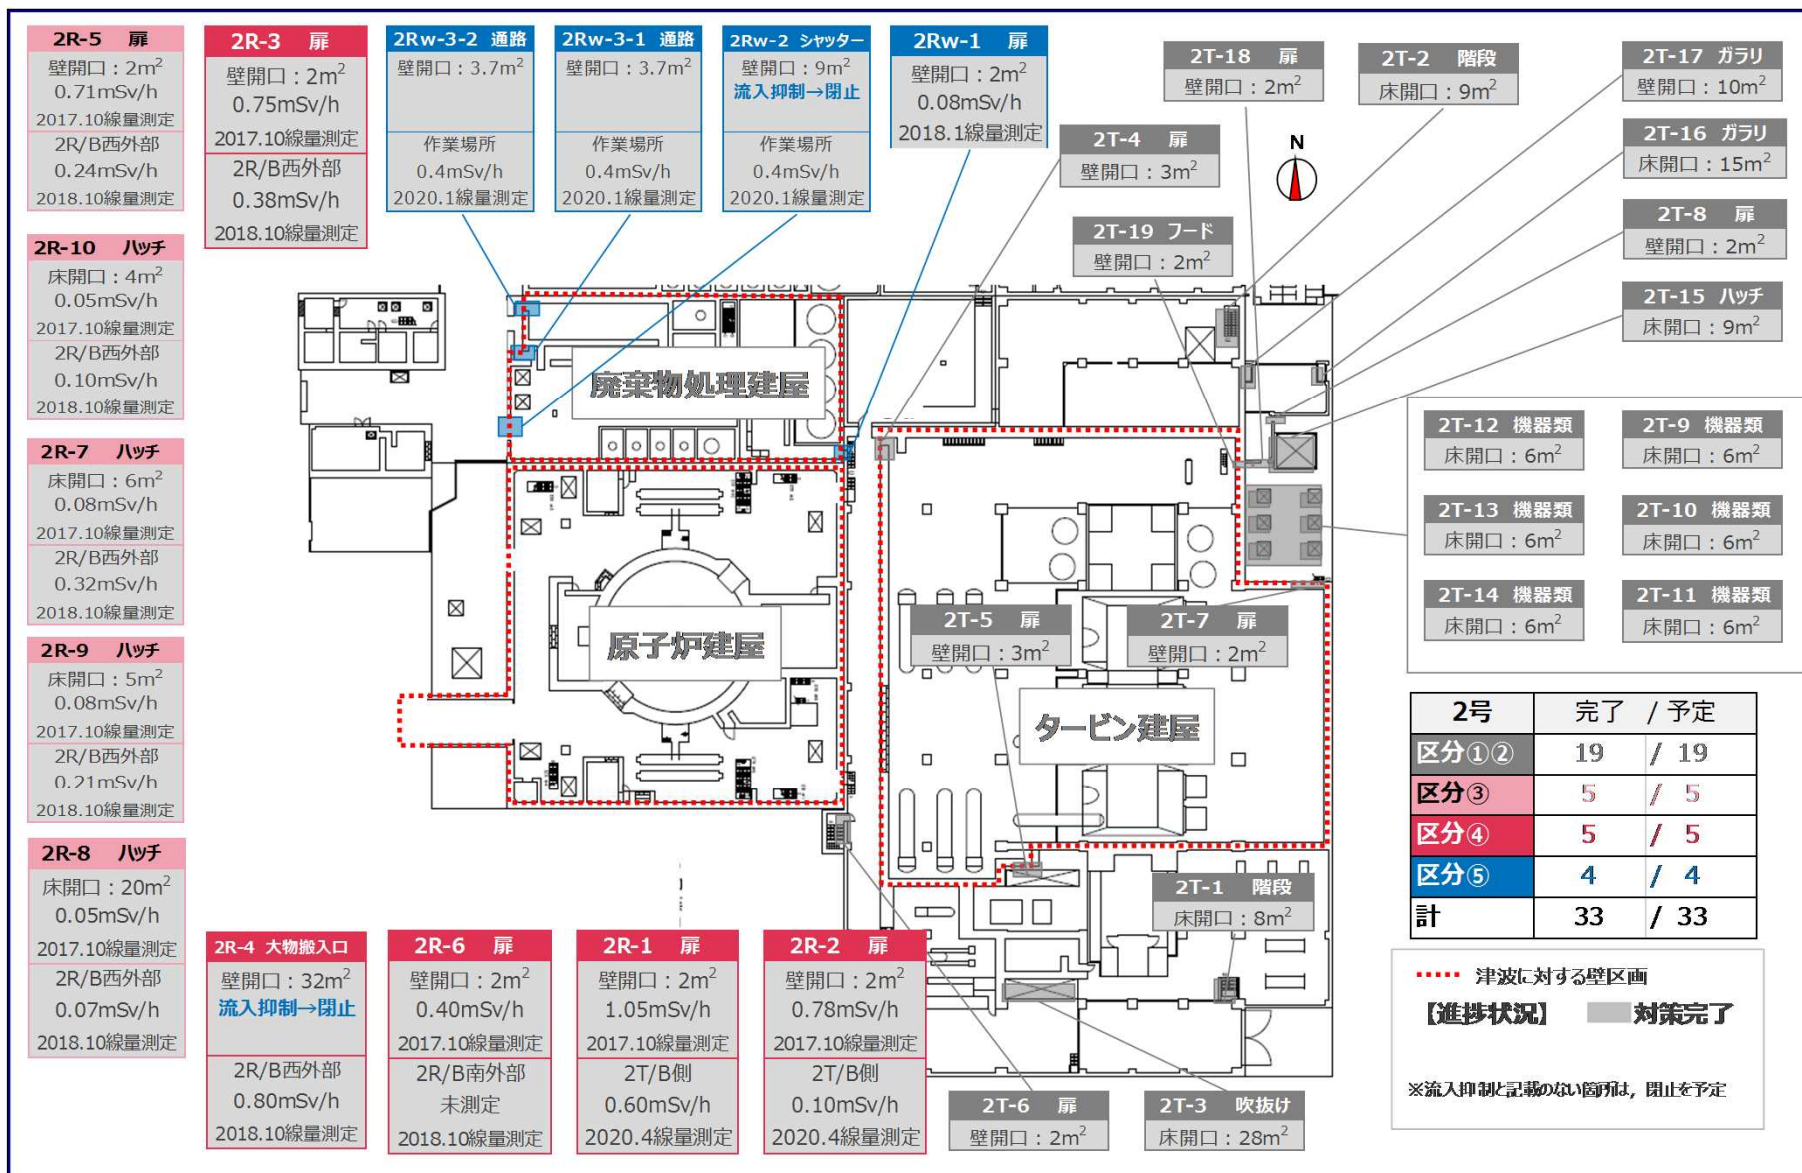 2R-5 扉
壁開口：2m²
0.71mSv/h
2017.10線量測定
2R/B西外部
0.24mSv/h
2018.10線量測定
2R-3 扉
壁開口：2m²
0.75mSv/h
2017.10線量測定
2R/B西外部
0.38mSv/h
2018.10線量測定
2Rw-3-2 通路
壁開口：3.7m²
作業場所
0.4mSv/h
2020.1線量測定
2Rw-3-1 通路
壁開口：3.7m²
作業場所
0.4mSv/h
2020.1線量測定
2Rw-2 シャッター
壁開口：9m²
流入抑制→閉止
作業場所
0.4mSv/h
2020.1線量測定
2Rw-1 扉
壁開口：2m²
0.08mSv/h
2018.1線量測定
2T-18 扉
壁開口：2m²
2T-2 階段
床開口：9m²
2T-17 ガラリ
壁開口：10m²
2T-4 扉
壁開口：3m²
2T-16 ガラリ
床開口：15m²
N
2T-19 フード
壁開口：2m²
2T-8 扉
壁開口：2m²
2T-15 ハッチ
床開口：9m²
2R-10 ハッチ
床開口：4m²
0.05mSv/h
2017.10線量測定
2R/B西外部
0.10mSv/h
2018.10線量測定
廃棄物処理建屋
2T-12 機器類
床開口：6m²
2T-9 機器類
床開口：6m²
2T-13 機器類
床開口：6m²
2T-10 機器類
床開口：6m²
2T-14 機器類
床開口：6m²
2T-11 機器類
床開口：6m²
2R-7 ハッチ
床開口：6m²
0.08mSv/h
2017.10線量測定
2R/B西外部
0.32mSv/h
2018.10線量測定
原子炉建屋
2T-5 扉
壁開口：3m²
2T-7 扉
壁開口：2m²
タービン建屋
2R-9 ハッチ
床開口：5m²
0.08mSv/h
2017.10線量測定
2R/B西外部
0.21mSv/h
2018.10線量測定
2号 完了 / 予定
区分①② 19 / 19
区分③ 5 / 5
区分④ 5 / 5
区分⑤ 4 / 4
計 33 / 33
2R-8 ハッチ
床開口：20m²
0.05mSv/h
2017.10線量測定
2R/B西外部
0.07mSv/h
2018.10線量測定
2T-1 階段
床開口：8m²
2R-4 大物搬入口
壁開口：32m²
流入抑制→閉止
2R/B西外部
0.80mSv/h
2018.10線量測定
2R-6 扉
壁開口：2m²
0.40mSv/h
2017.10線量測定
2R/B南外部
未測定
2018.10線量測定
2R-1 扉
壁開口：2m²
1.05mSv/h
2017.10線量測定
2T/B側
0.60mSv/h
2020.4線量測定
2R-2 扉
壁開口：2m²
0.78mSv/h
2017.10線量測定
2T/B側
0.10mSv/h
2020.4線量測定
2T-6 扉
壁開口：2m²
2T-3 吹抜け
床開口：28m²
津波に対する壁区画
【進捗状況】 対策完了
※流入抑制と記載のない箇所は，閉止を予定